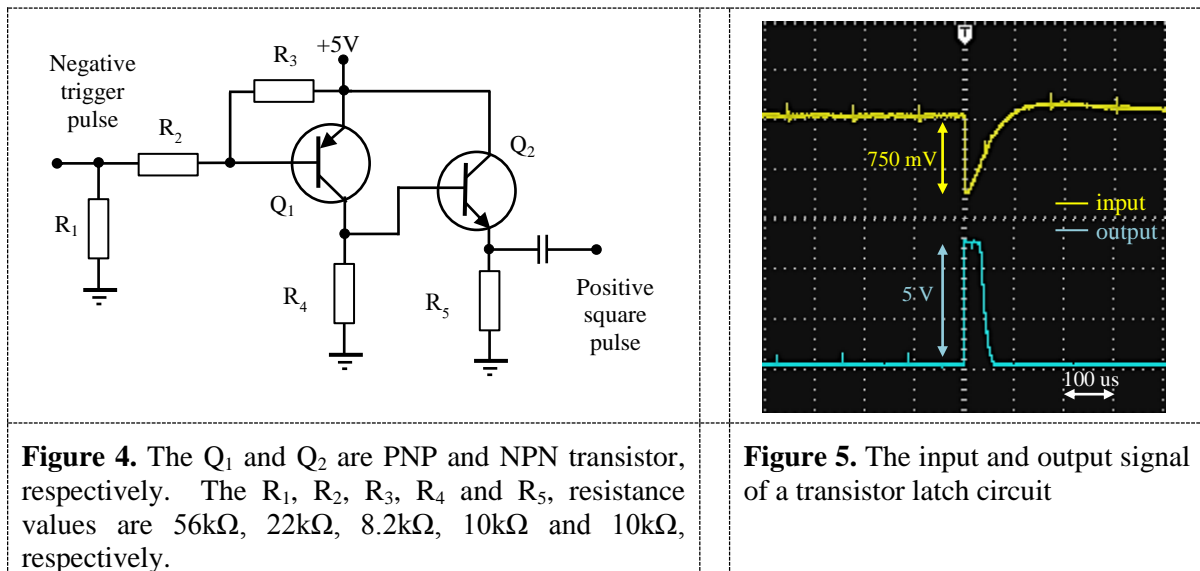 Negative
trigger
pulse
+5V
R3
R2
Q1
Q2
R1
R4
R5
Positive
square
pulse
T
750 mV
input
output
5 V
100 us
Figure 4. The Q1 and Q2 are PNP and NPN transistor,
respectively. The R1, R2, R3, R4 and R5, resistance
values are 56kΩ, 22kΩ, 8.2kΩ, 10kΩ and 10kΩ,
respectively.
Figure 5. The input and output signal
of a transistor latch circuit